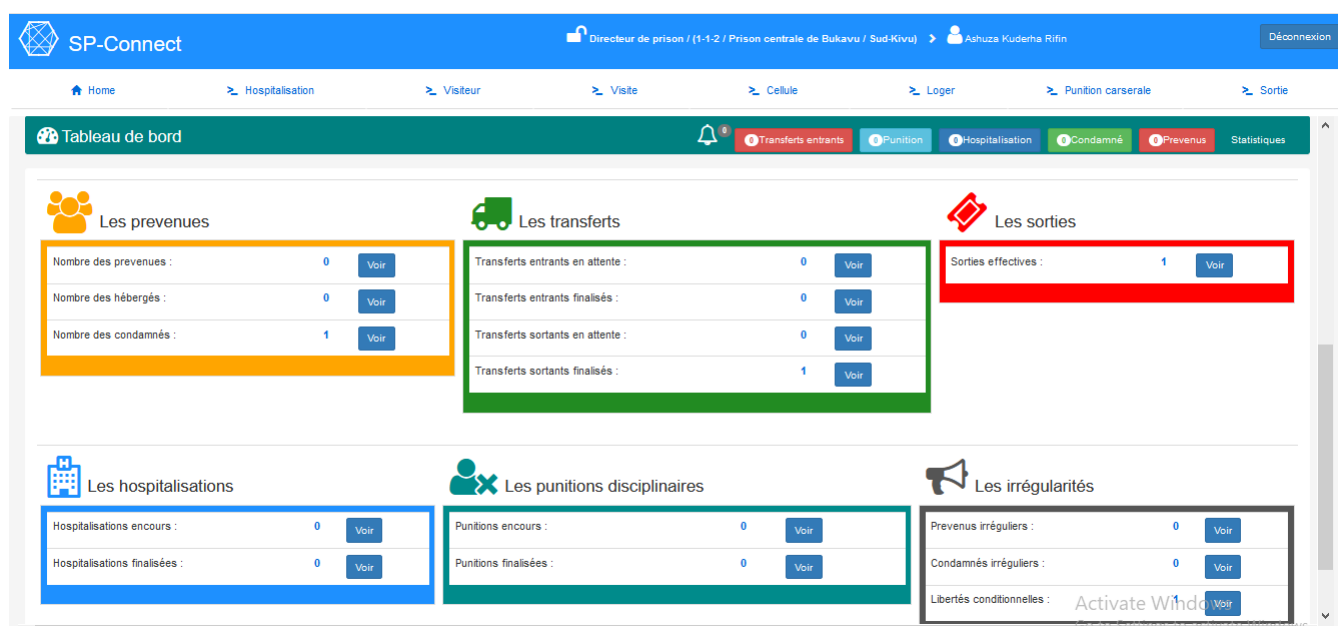 SP-Connect
Directeur de prison / (1-1-2 / Prison centrale de Bukavu / Sud-Kivu) Ashuza Kuderha Rifin
Déconnexion
Home Hospitalisation Visiteur Visite Cellule Loger Punition carserale Sortie
Tableau de bord
0 0 Transferts entrants 0 Punition 0 Hospitalisation 0 Condamné 0 Prevenus Statistiques
Les prevenues
Nombre des prevenues : 0 Voir
Nombre des hébergés : 0 Voir
Nombre des condamnés : 1 Voir
Les transferts
Transferts entrants en attente : 0 Voir
Transferts entrants finalisés : 0 Voir
Transferts sortants en attente : 0 Voir
Transferts sortants finalisés : 1 Voir
Les sorties
Sorties effectives : 1 Voir
Les hospitalisations
Hospitalisations encours : 0 Voir
Hospitalisations finalisées : 0 Voir
Les punitions disciplinaires
Punitions encours : 0 Voir
Punitions finalisées : 0 Voir
Les irrégularités
Prevenus irréguliers : 0 Voir
Condamnés irréguliers : 0 Voir
Libertés conditionnelles : 1 Voir
Activate Windows